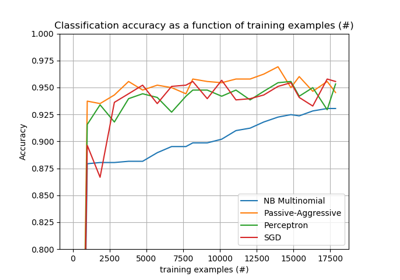 Classification accuracy as a function of training examples (#)
1.000
0.975
0.950
0.925
0.900
0.875
0.850
0.825
0.800
Accuracy
NB Multinomial
Passive-Aggressive
Perceptron
SGD
0 2500 5000 7500 10000 12500 15000 17500
training examples (#)